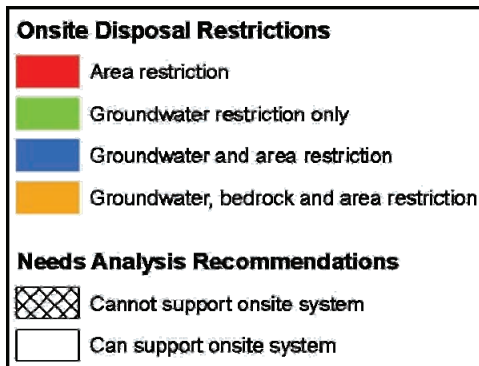 Onsite Disposal Restrictions
Area restriction
Groundwater restriction only
Groundwater and area restriction
Groundwater, bedrock and area restriction
Needs Analysis Recommendations
Cannot support onsite system
Can support onsite system